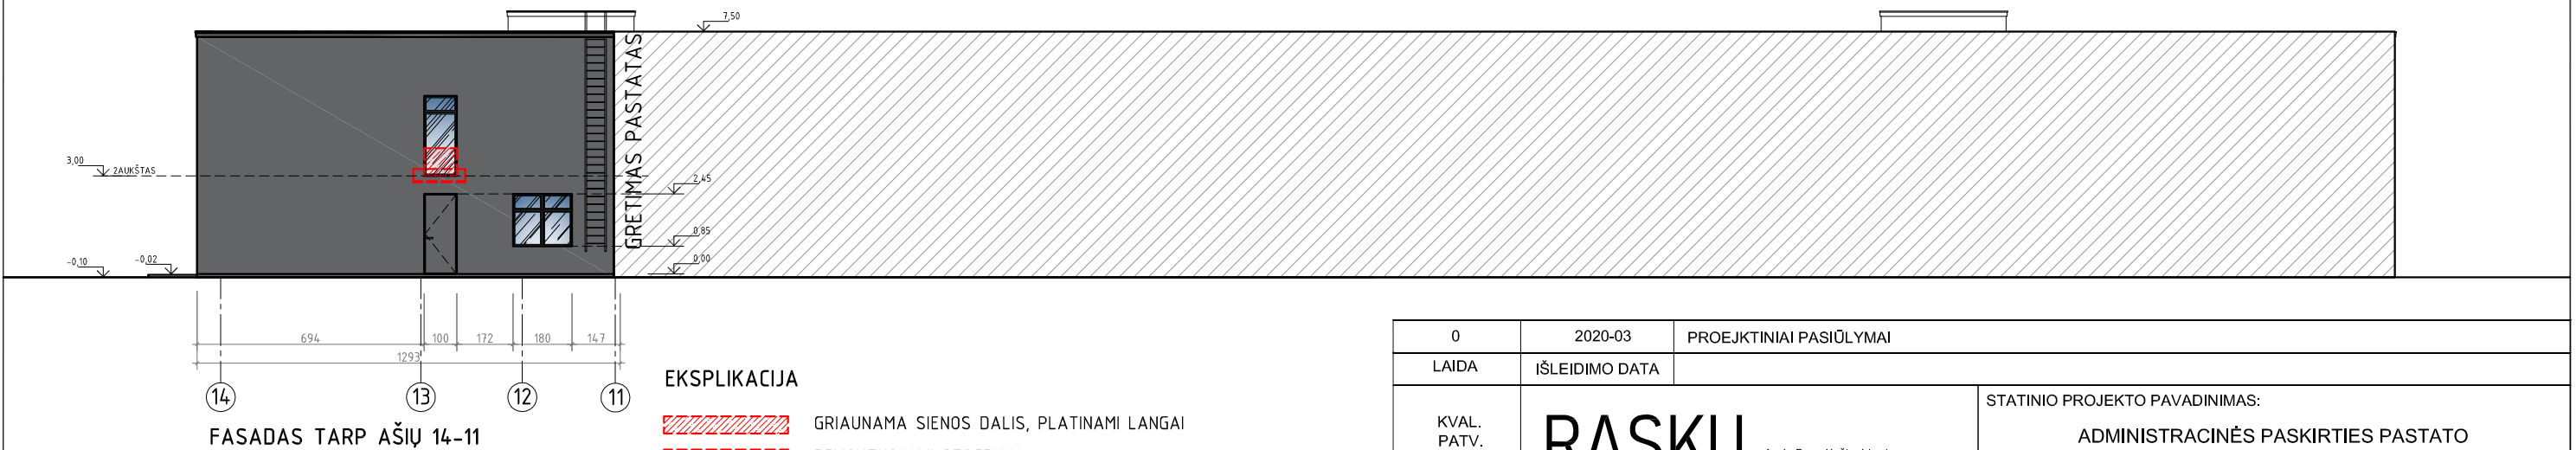 7,50
GRETIMAS PASTATATAS
3,00
2AUKŠTAS
2,45
0,85
-0,10
-0,02
0,00
694
100
172
180
147
1293
14
13
12
11
FASADAS TARP AŠIŲ 14-11
EKSPLIKACIJA
GRIAUNAMA SIENOS DALIS, PLATINAMI LANGAI
0
2020-03
PROEJKTINIAI PASIŪLYMAI
LAIDA
IŠLEIDIMO DATA
KVAL.
PATV.
RASKU
STATINIO PROJEKTO PAVADINIMAS:
ADMINISTRACINĖS PASKIRTIES PASTATO